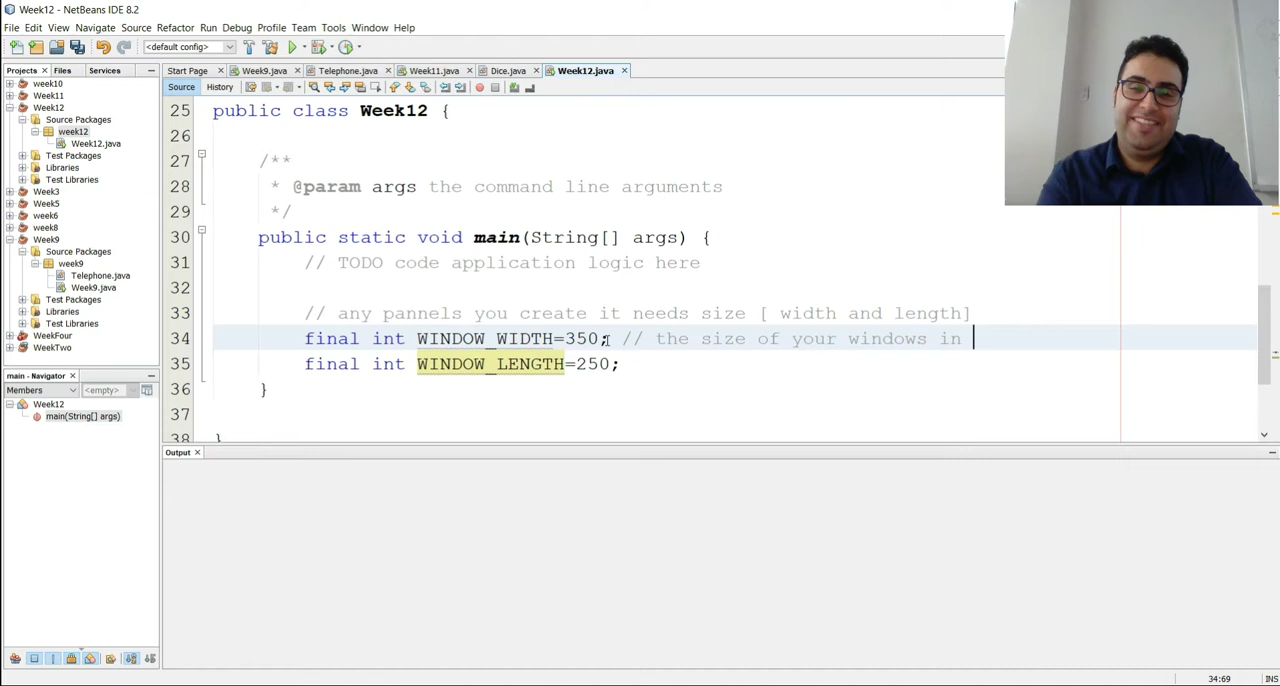 Week12 - NetBeans IDE 8.2
File Edit View Navigate Source Refactor Run Debug Profile Team Tools Window Help
<default config>
Projects Files Services
Start Page Week9.java Telephone.java Week11.java Dice.java Week12.java
Source History
week10
Week11
Week12
Source Packages
week12
Week12.java
Test Packages
Libraries
Test Libraries
Week3
Week5
week6
week8
Week9
Source Packages
week9
Telephone.java
Week9.java
Test Packages
Libraries
Test Libraries
WeekFour
WeekTwo
main - Navigator
Members <empty>
Week12
main(String[] args)
25 public class Week12 {
26
27 /**
28 * @param args the command line arguments
29 */
30 public static void main(String[] args) {
31 // TODO code application logic here
32
33 // any pannels you create it needs size [ width and length]
34 final int WINDOW_WIDTH=350; // the size of your windows in
35 final int WINDOW_LENGTH=250;
36 }
37
38 }
Output
34:69 INS